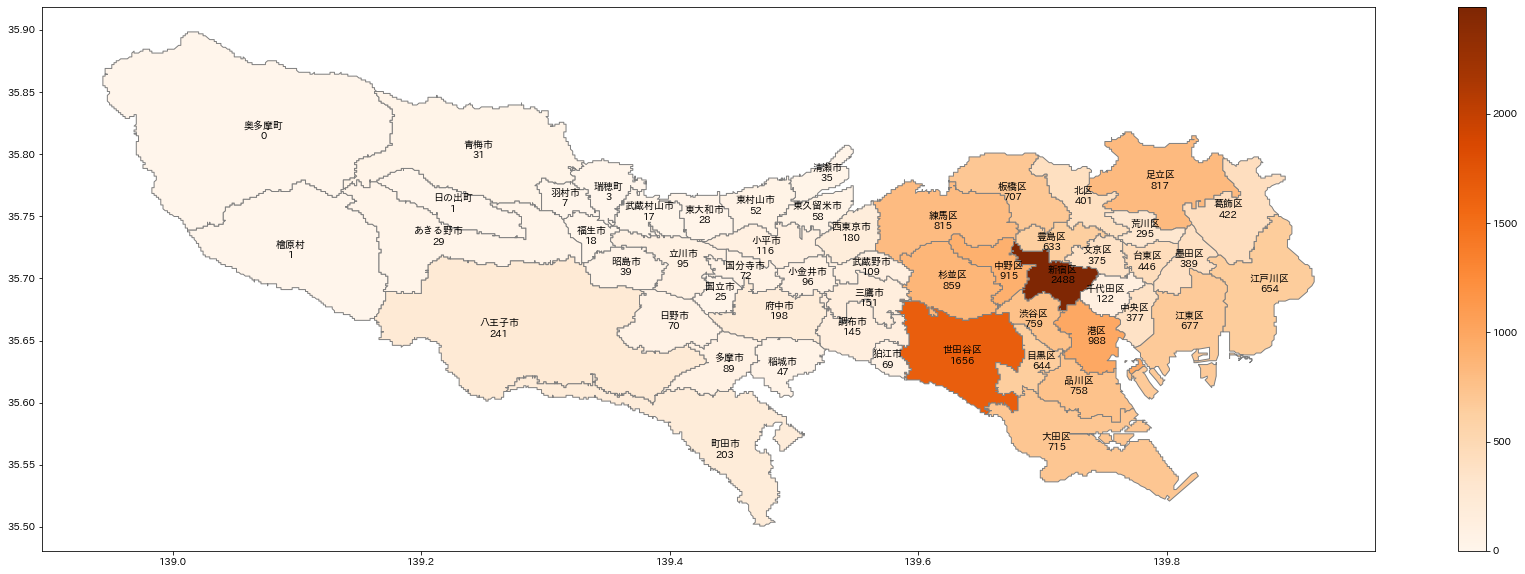 35.90
35.85
35.80
35.75
35.70
35.65
35.60
35.55
35.50
139.0
139.2
139.4
139.6
139.8
奥多摩町
0
青梅市
31
日の出町
1
あきる野市
29
檜原村
1
羽村市
7
瑞穂町
3
福生市
18
武蔵村山市
17
東大和市
28
東村山市
52
清瀬市
35
東久留米市
58
西東京市
180
小平市
116
昭島市
39
立川市
95
国分寺市
72
国立市
25
小金井市
96
武蔵野市
109
三鷹市
151
府中市
198
調布市
145
日野市
70
八王子市
241
多摩市
89
稲城市
47
狛江市
69
町田市
203
練馬区
815
板橋区
707
北区
401
足立区
817
葛飾区
422
荒川区
295
豊島区
633
文京区
375
台東区
446
墨田区
389
江戸川区
654
杉並区
859
中野区
915
新宿区
2488
千代田区
122
中央区
377
江東区
677
渋谷区
759
港区
988
世田谷区
1656
目黒区
644
品川区
758
大田区
715
2000
1500
1000
500
0